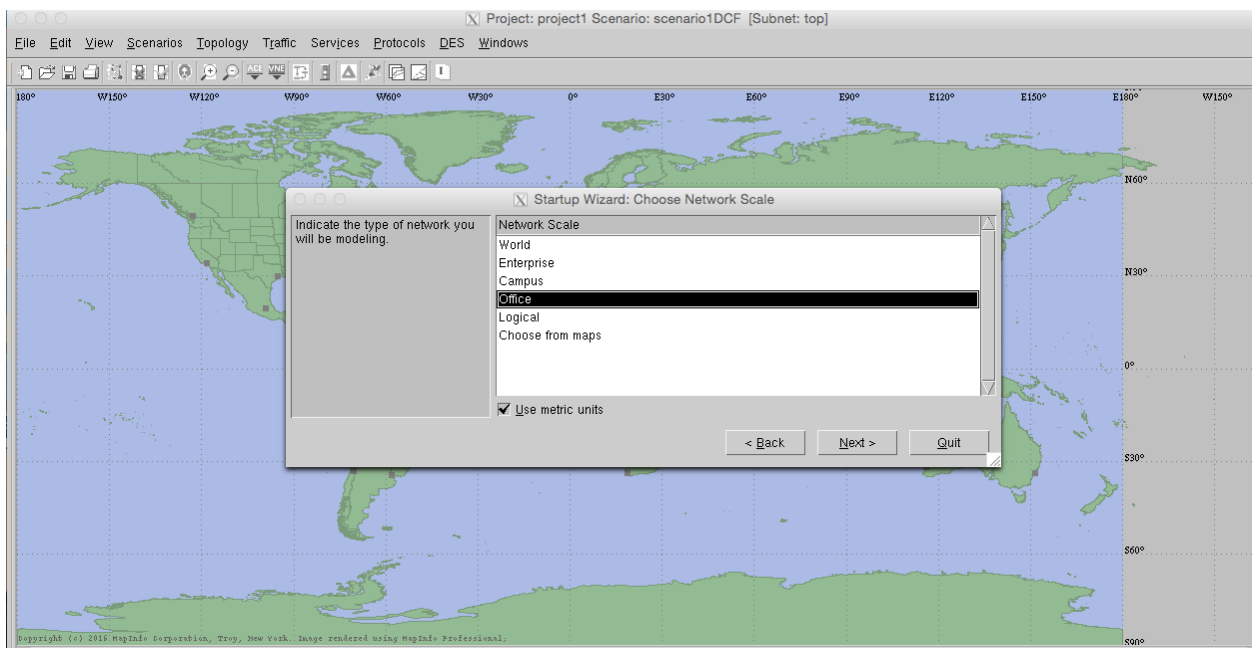 Project: project1 Scenario: scenario1DCF [Subnet: top]
File Edit View Scenarios Topology Traffic Services Protocols DES Windows
ACE VNE
180° W150° W120° W90° W60° W30° 0° E30° E60° E90° E120° E150° E180° W150°
N60°
Startup Wizard: Choose Network Scale
Indicate the type of network you
will be modeling.
Network Scale
World
Enterprise
Campus
Office
Logical
Choose from maps
Use metric units
< Back Next > Quit
N30°
0°
S30°
S60°
Copyright (c) 2016 MapInfo Corporation, Troy, New York. Image rendered using MapInfo Professional;
S90°